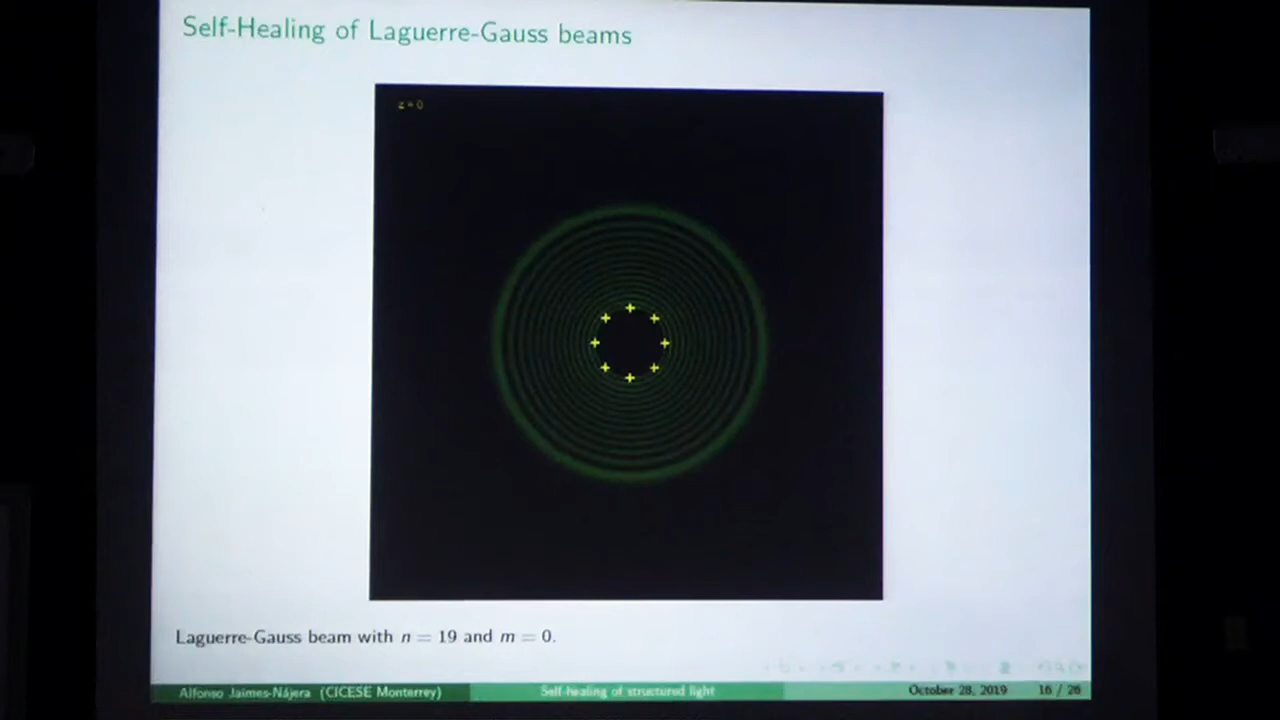 Self-Healing of Laguerre-Gauss beams
z = 0
Laguerre-Gauss beam with n = 19 and m = 0.
Alfonso Jaimes-Nájera (CICESE Monterrey) Self-healing of structured light October 28, 2019 16 / 26